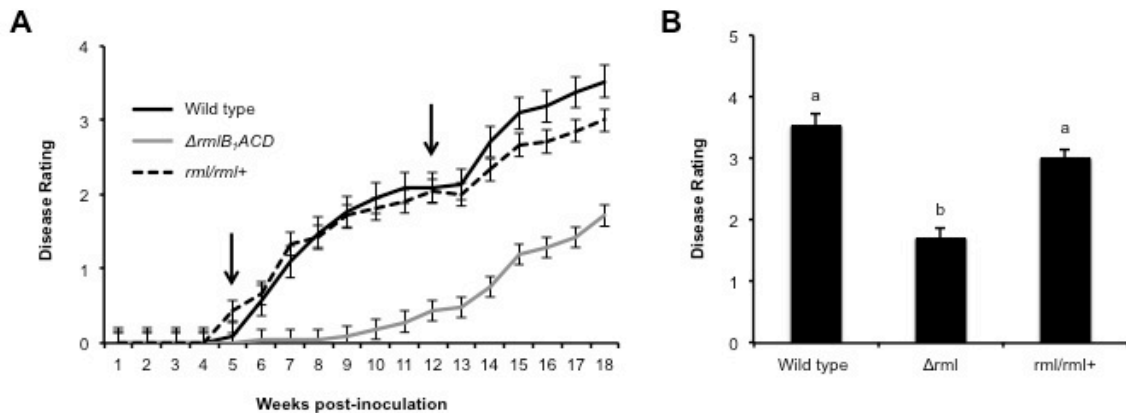 A
Disease Rating
4
3
2
1
0
Wild type
ΔrmlB₁ACD
rml/rml+
1 2 3 4 5 6 7 8 9 10 11 12 13 14 15 16 17 18
Weeks post-inoculation
B
Disease Rating
5
4
3
2
1
0
a
b
a
Wild type Δrml rml/rml+